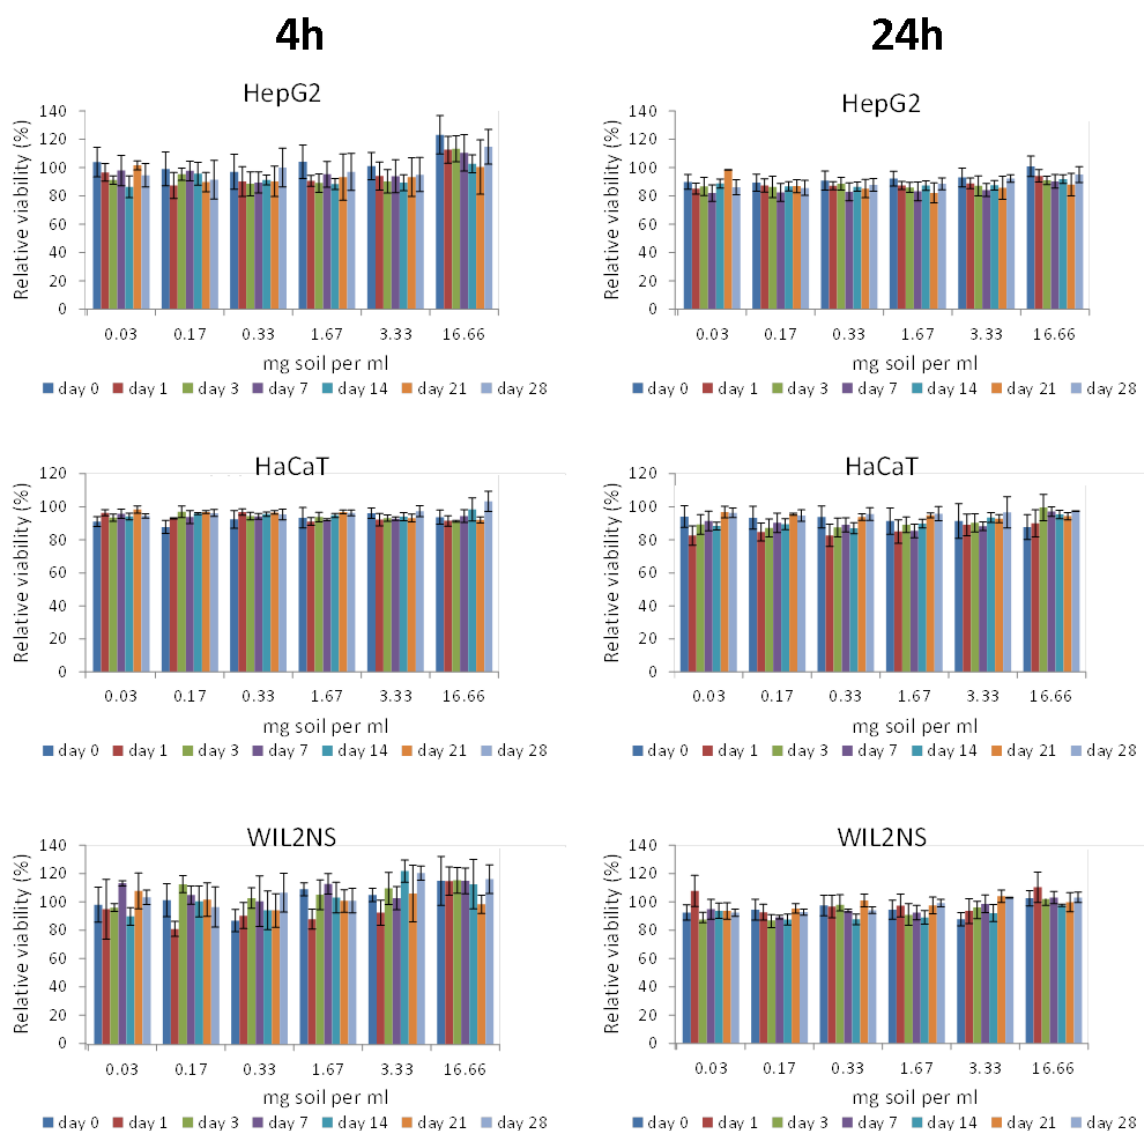 4h 24h
HepG2 HepG2
Relative viability (%) 140 120 100 80 60 40 20 0
0.03 0.17 0.33 1.67 3.33 16.66
mg soil per ml
day 0 day 1 day 3 day 7 day 14 day 21 day 28
Relative viability (%) 140 120 100 80 60 40 20 0
0.03 0.17 0.33 1.67 3.33 16.66
mg soil per ml
day 0 day 1 day 3 day 7 day 14 day 21 day 28
HaCaT HaCaT
Relative viability (%) 120 100 80 60 40 20 0
0.03 0.17 0.33 1.67 3.33 16.66
mg soil per ml
day 0 day 1 day 3 day 7 day 14 day 21 day 28
Relative viability (%) 120 100 80 60 40 20 0
0.03 0.17 0.33 1.67 3.33 16.66
mg soil per ml
day 0 day 1 day 3 day 7 day 14 day 21 day 28
WIL2NS WIL2NS
Relative viability (%) 140 120 100 80 60 40 20 0
0.03 0.17 0.33 1.67 3.33 16.66
mg soil per ml
day 0 day 1 day 3 day 7 day 14 day 21 day 28
Relative viability (%) 140 120 100 80 60 40 20 0
0.03 0.17 0.33 1.67 3.33 16.66
mg soil per ml
day 0 day 1 day 3 day 7 day 14 day 21 day 28